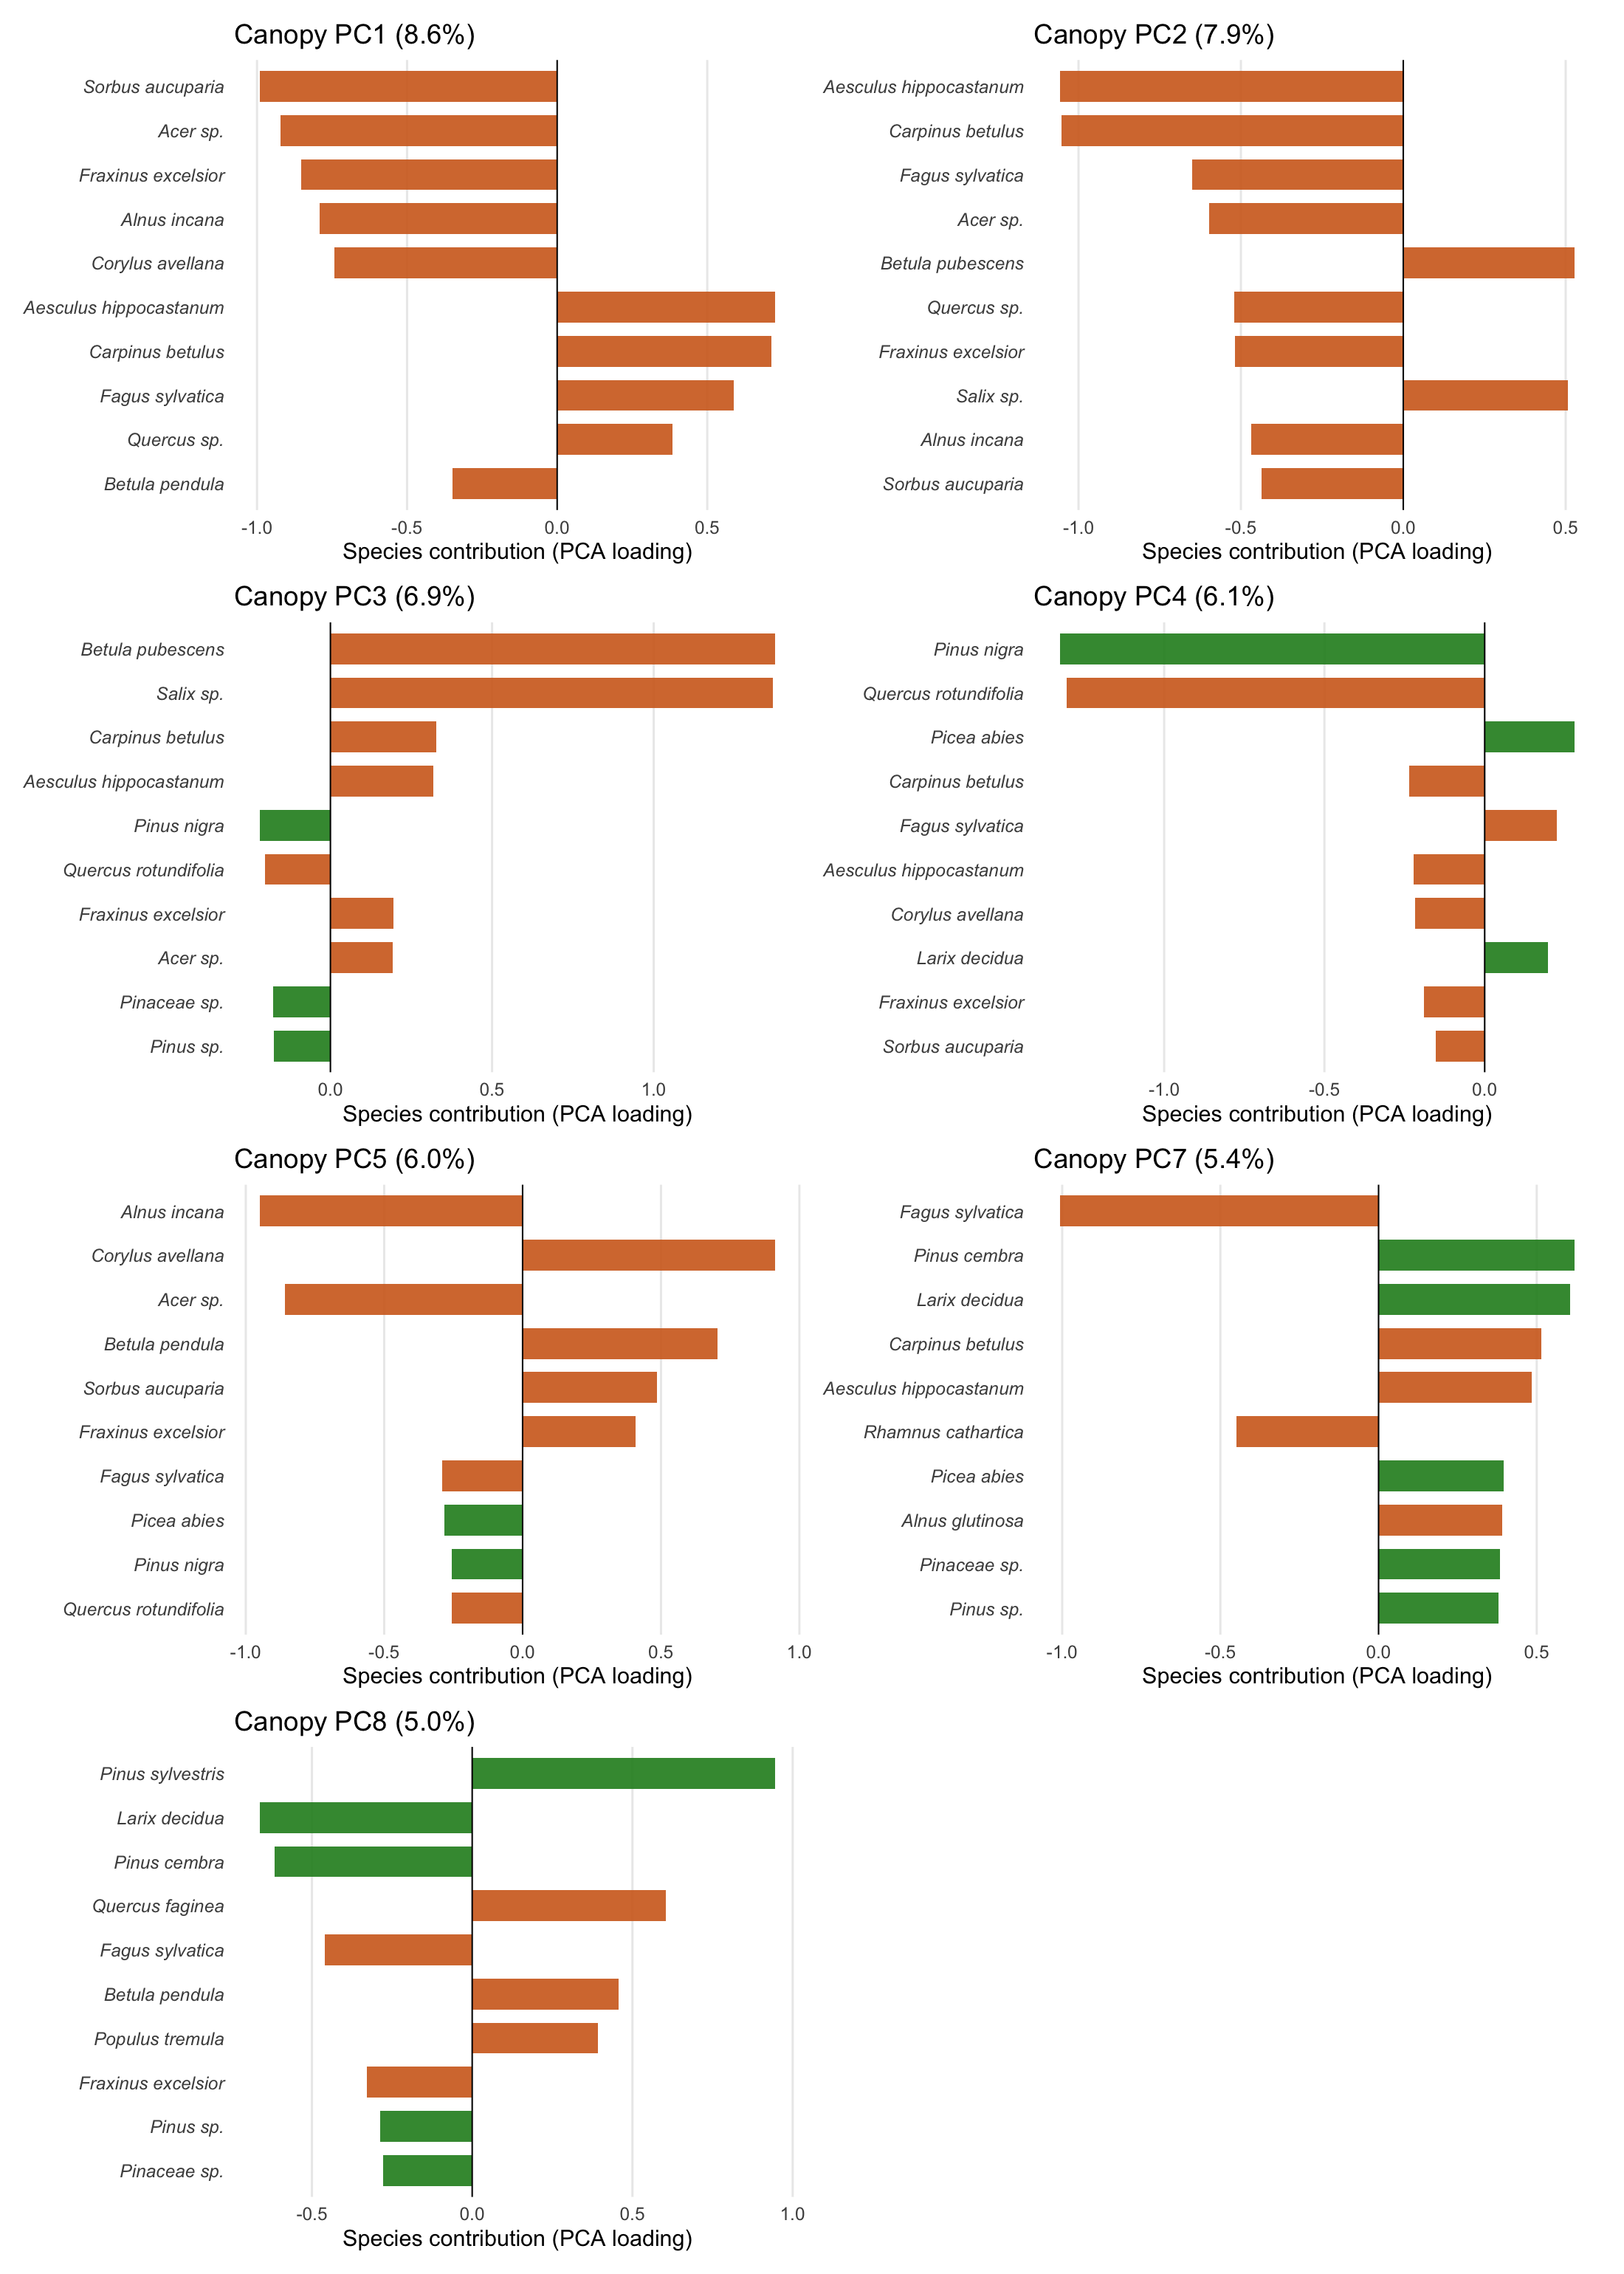 Canopy PC1 (8.6%)
Sorbus aucuparia
Acer sp.
Fraxinus excelsior
Alnus incana
Corylus avellana
Aesculus hippocastanum
Carpinus betulus
Fagus sylvatica
Quercus sp.
Betula pendula
-1.0 -0.5 0.0 0.5
Species contribution (PCA loading)
Canopy PC2 (7.9%)
Aesculus hippocastanum
Carpinus betulus
Fagus sylvatica
Acer sp.
Betula pubescens
Quercus sp.
Fraxinus excelsior
Salix sp.
Alnus incana
Sorbus aucuparia
-1.0 -0.5 0.0 0.5
Species contribution (PCA loading)
Canopy PC3 (6.9%)
Betula pubescens
Salix sp.
Carpinus betulus
Aesculus hippocastanum
Pinus nigra
Quercus rotundifolia
Fraxinus excelsior
Acer sp.
Pinaceae sp.
Pinus sp.
0.0 0.5 1.0
Species contribution (PCA loading)
Canopy PC4 (6.1%)
Pinus nigra
Quercus rotundifolia
Picea abies
Carpinus betulus
Fagus sylvatica
Aesculus hippocastanum
Corylus avellana
Larix decidua
Fraxinus excelsior
Sorbus aucuparia
-1.0 -0.5 0.0
Species contribution (PCA loading)
Canopy PC5 (6.0%)
Alnus incana
Corylus avellana
Acer sp.
Betula pendula
Sorbus aucuparia
Fraxinus excelsior
Fagus sylvatica
Picea abies
Pinus nigra
Quercus rotundifolia
-1.0 -0.5 0.0 0.5 1.0
Species contribution (PCA loading)
Canopy PC7 (5.4%)
Fagus sylvatica
Pinus cembra
Larix decidua
Carpinus betulus
Aesculus hippocastanum
Rhamnus cathartica
Picea abies
Alnus glutinosa
Pinaceae sp.
Pinus sp.
-1.0 -0.5 0.0 0.5
Species contribution (PCA loading)
Canopy PC8 (5.0%)
Pinus sylvestris
Larix decidua
Pinus cembra
Quercus faginea
Fagus sylvatica
Betula pendula
Populus tremula
Fraxinus excelsior
Pinus sp.
Pinaceae sp.
-0.5 0.0 0.5 1.0
Species contribution (PCA loading)